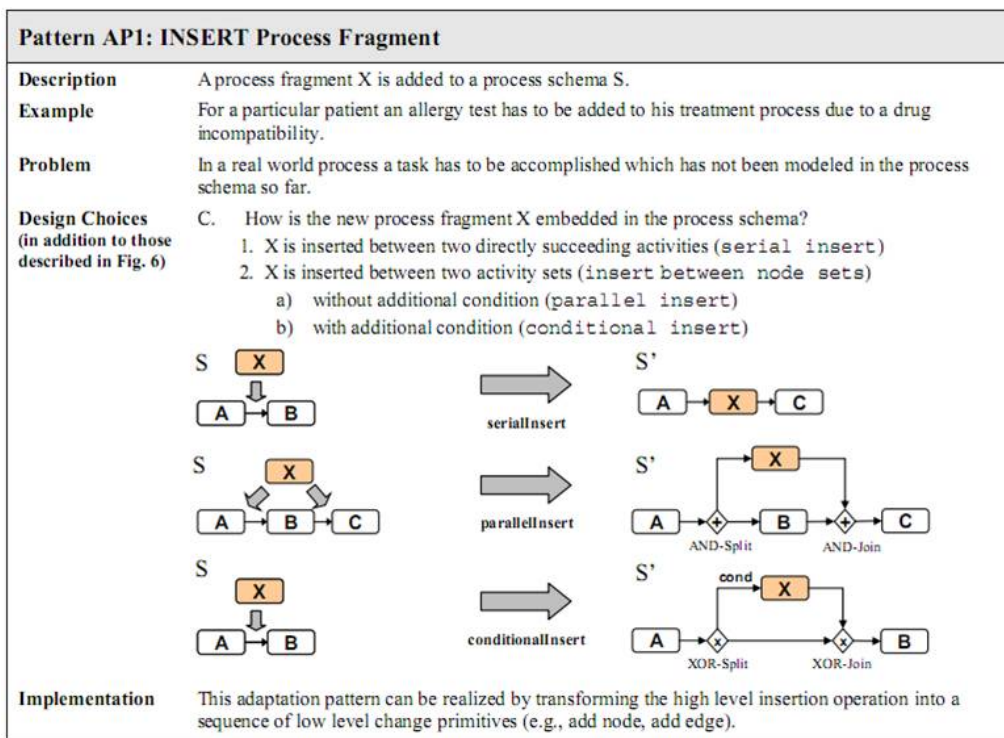 Pattern AP1: INSERT Process Fragment
Description A process fragment X is added to a process schema S.
Example For a particular patient an allergy test has to be added to his treatment process due to a drug
incompatibility.
Problem In a real world process a task has to be accomplished which has not been modeled in the process
schema so far.
Design Choices C. How is the new process fragment X embedded in the process schema?
(in addition to those 1. X is inserted between two directly succeeding activities (serial insert)
described in Fig. 6) 2. X is inserted between two activity sets (insert between node sets)
a) without additional condition (parallel insert)
b) with additional condition (conditional insert)
S X S'
A B A X C
serialInsert
S X S' X
A B C A + B + C
parallelInsert
AND-Split AND-Join
S X S' cond X
A B A x x B
conditionalInsert
XOR-Split XOR-Join
Implementation This adaptation pattern can be realized by transforming the high level insertion operation into a
sequence of low level change primitives (e.g., add node, add edge).